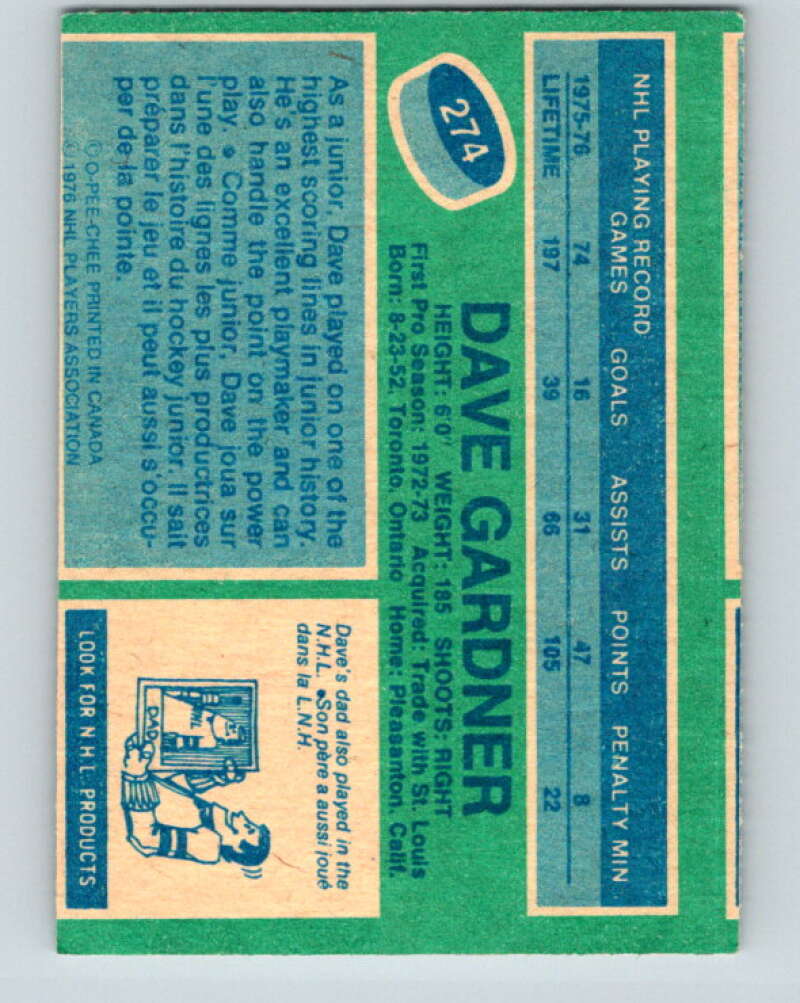 NHL PLAYING RECORD
GAMES GOALS ASSISTS POINTS PENALTY MIN
1975-76 74 16 31 47 8
LIFETIME 197 39 66 105 22
274
DAVE GARDNER
HEIGHT: 6'0" WEIGHT: 185 SHOOTS: RIGHT
First Pro Season: 1972-73 Acquired: Trade with St. Louis
Born: 8-23-52, Toronto, Ontario Home: Pleasanton, Calif.
As a junior, Dave played on one of the
highest scoring lines in junior history.
He's an excellent playmaker and can
also handle the point on the power
play. • Comme junior, Dave joua sur
l'une des lignes les plus productrices
dans l'histoire du hockey junior. Il sait
préparer le jeu et il peut aussi s'occu-
per de la pointe.
©O-PEE-CHEE PRINTED IN CANADA
© 1976 NHL PLAYERS ASSOCIATION
Dave's dad also played in the
N.H.L. •Son père a aussi joué
dans la L.N.H.
DAD
LOOK FOR N.H.L. PRODUCTS